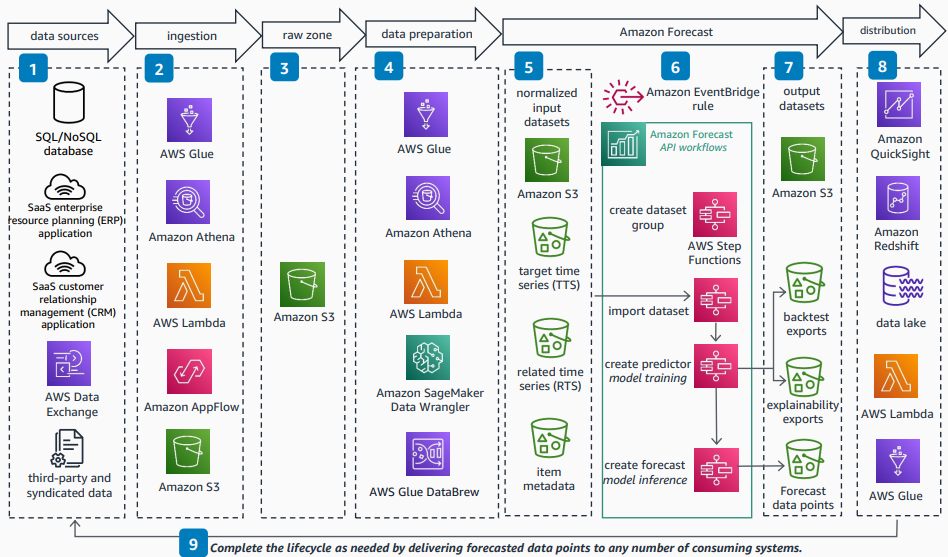 data sources
ingestion
raw zone
data preparation
Amazon Forecast
distribution
1
SQL/NoSQL
database
SaaS enterprise
resource planning (ERP)
application
SaaS customer
relationship
management (CRM)
application
AWS Data
Exchange
third-party and
syndicated data
2
AWS Glue
Amazon Athena
AWS Lambda
Amazon AppFlow
Amazon S3
3
Amazon S3
4
AWS Glue
Amazon Athena
AWS Lambda
Amazon SageMaker
Data Wrangler
AWS Glue DataBrew
5
normalized
input
datasets
Amazon S3
target time
series (TTS)
related time
series (RTS)
item
metadata
6
Amazon EventBridge
rule
Amazon Forecast
API workflows
create dataset
group
AWS Step
Functions
import dataset
create predictor
model training
create forecast
model inference
7
output
datasets
Amazon S3
backtest
exports
explainability
exports
Forecast
data points
8
Amazon
QuickSight
Amazon
Redshift
data lake
AWS Lambda
AWS Glue
9
Complete the lifecycle as needed by delivering forecasted data points to any number of consuming systems.